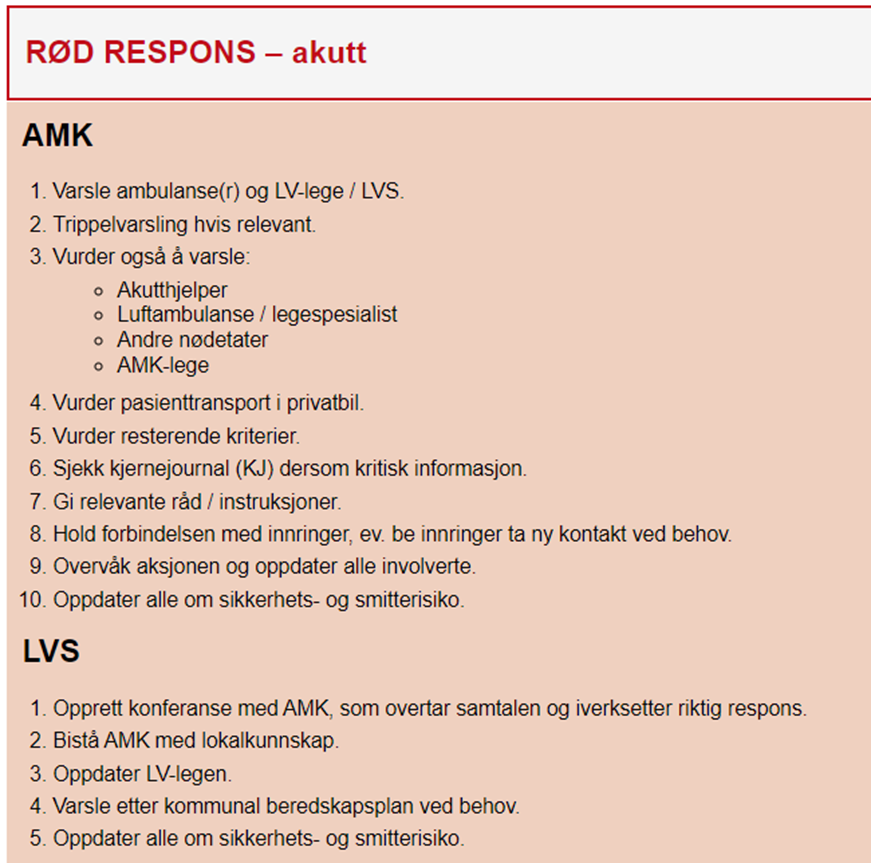 RØD RESPONS – akutt
AMK
1. Varsle ambulanse(r) og LV-lege / LVS.
2. Trippelvarsling hvis relevant.
3. Vurder også å varsle:
Akutthjelper
Luftambulanse / legespesialist
Andre nødetater
AMK-lege
4. Vurder pasienttransport i privatbil.
5. Vurder resterende kriterier.
6. Sjekk kjernejournal (KJ) dersom kritisk informasjon.
7. Gi relevante råd / instruksjoner.
8. Hold forbindelsen med innringer, ev. be innringer ta ny kontakt ved behov.
9. Overvåk aksjonen og oppdater alle involverte.
10. Oppdater alle om sikkerhets- og smitterisiko.
LVS
1. Opprett konferanse med AMK, som overtar samtalen og iverksetter riktig respons.
2. Bistå AMK med lokalkunnskap.
3. Oppdater LV-legen.
4. Varsle etter kommunal beredskapsplan ved behov.
5. Oppdater alle om sikkerhets- og smitterisiko.